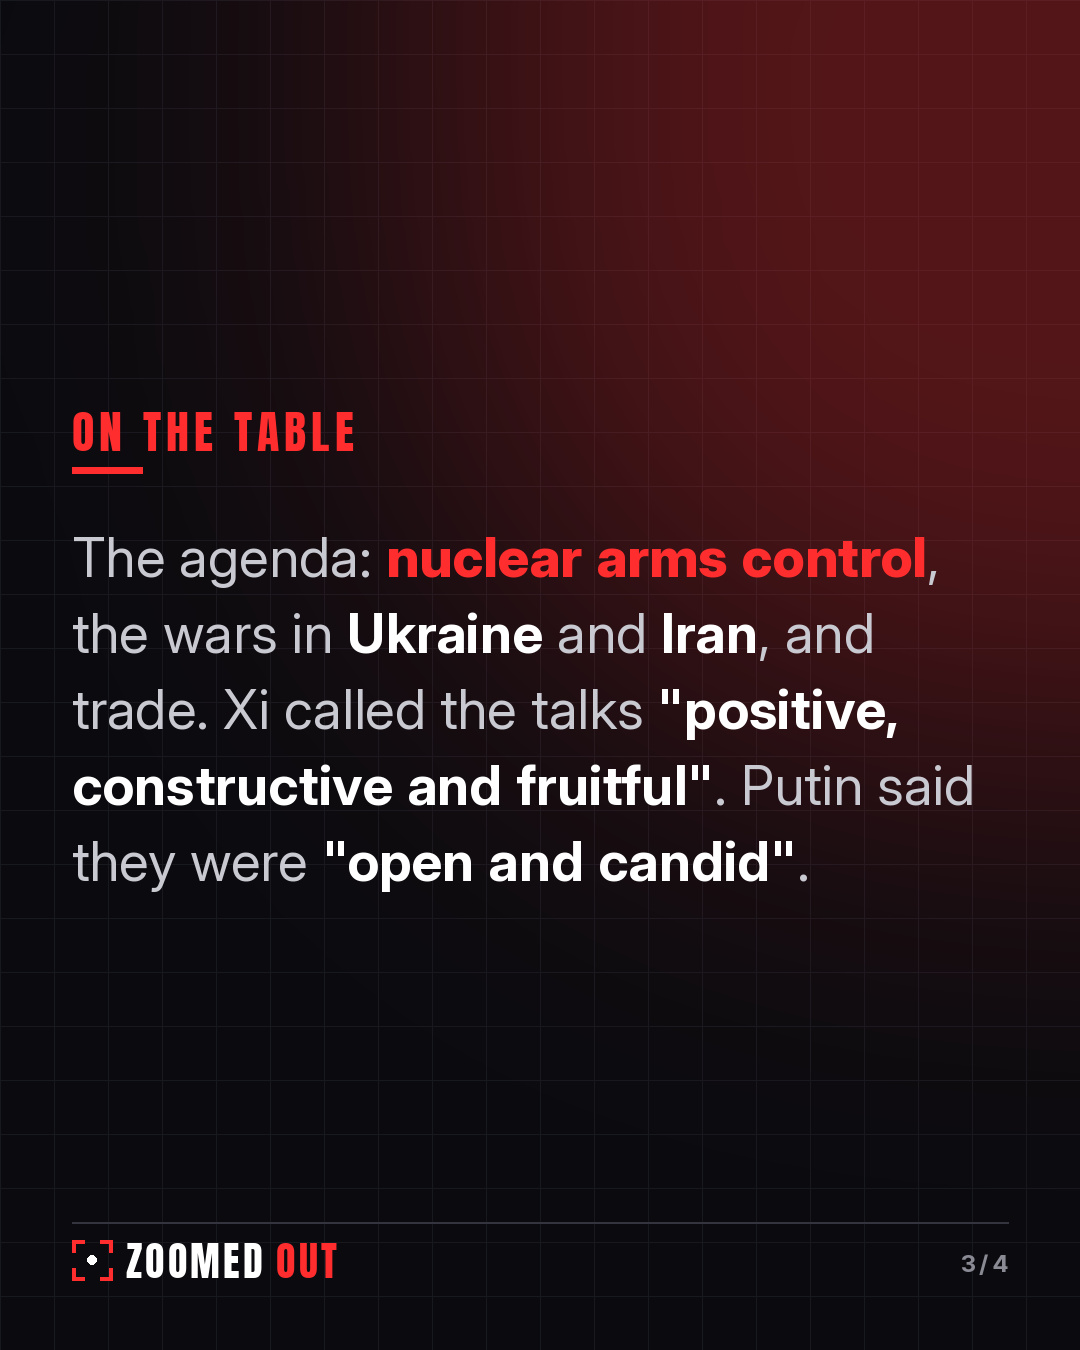 ON THE TABLE
The agenda: nuclear arms control,
the wars in Ukraine and Iran, and
trade. Xi called the talks "positive,
constructive and fruitful". Putin said
they were "open and candid".
ZOOMED OUT
3/4